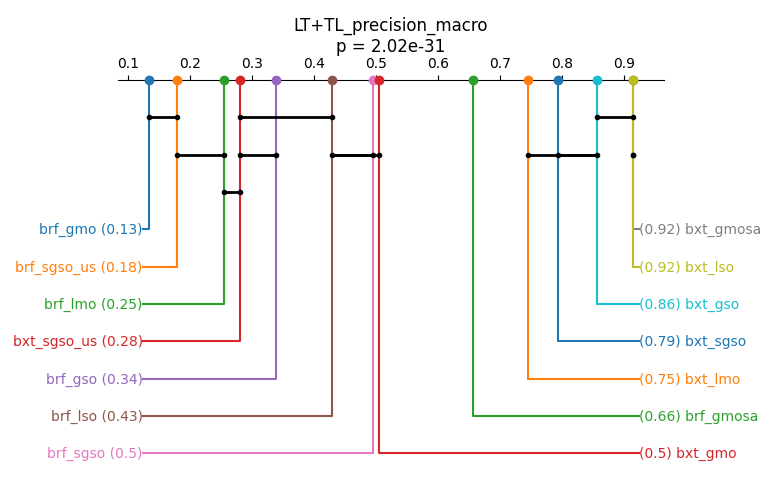 LT+TL_precision_macro
p = 2.02e-31
0.1 0.2 0.3 0.4 0.5 0.6 0.7 0.8 0.9
brf_gmo (0.13)
(0.92) bxt_gmosa
brf_sgso_us (0.18)
(0.92) bxt_lso
brf_lmo (0.25)
(0.86) bxt_gso
bxt_sgso_us (0.28)
(0.79) bxt_sgso
brf_gso (0.34)
(0.75) bxt_lmo
brf_lso (0.43)
(0.66) brf_gmosa
brf_sgso (0.5)
(0.5) bxt_gmo